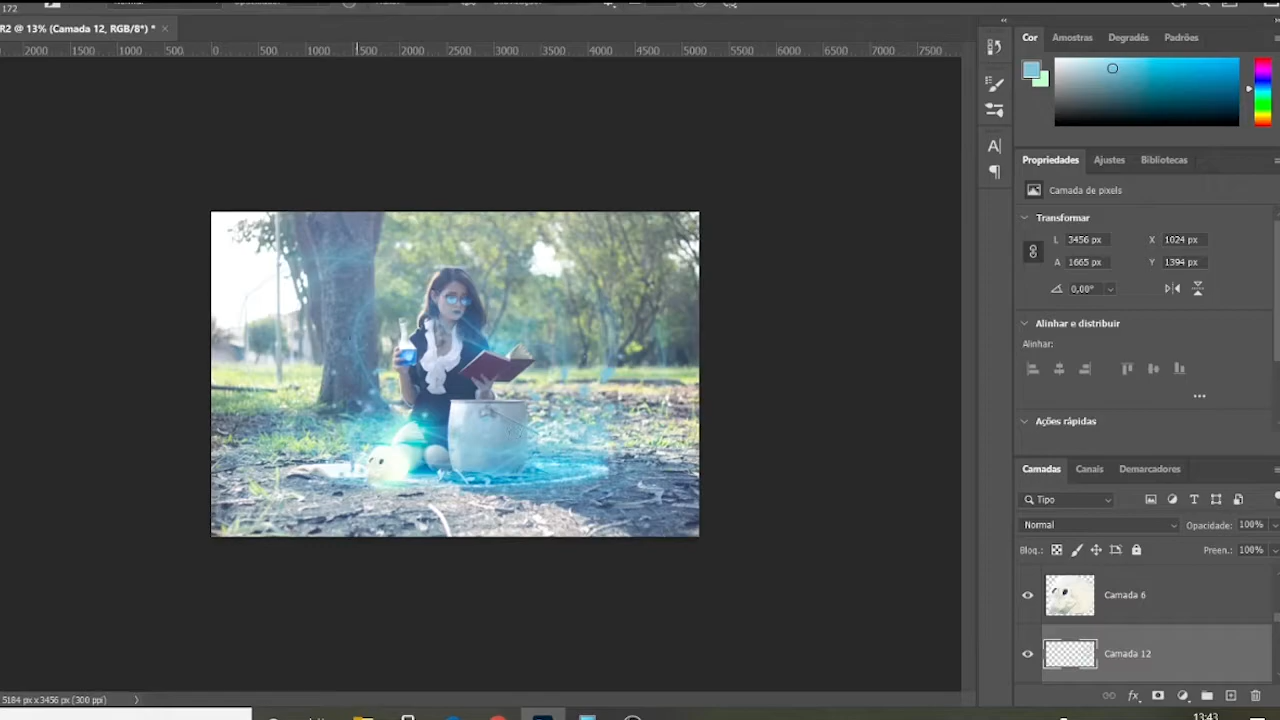 172
R2 @ 13% (Camada 12, RGB/8*) * ×
2000 1500 1000 500 0 500 1000 1500 2000 2500 3000 3500 4000 4500 5000 5500 6000 6500 7000 7500
Cor Amostras Degradês Padrões
Propriedades Ajustes Bibliotecas
Camada de pixels
Transformar
L 3456 px X 1024 px
A 1665 px Y 1394 px
0,00°
Alinhar e distribuir
Alinhar:
Ações rápidas
Camadas Canais Demarcadores
Tipo
Normal Opacidade: 100%
Bloq.: Preen.: 100%
Camada 6
Camada 12
fx
5184 px x 3456 px (300 ppi)
13:43